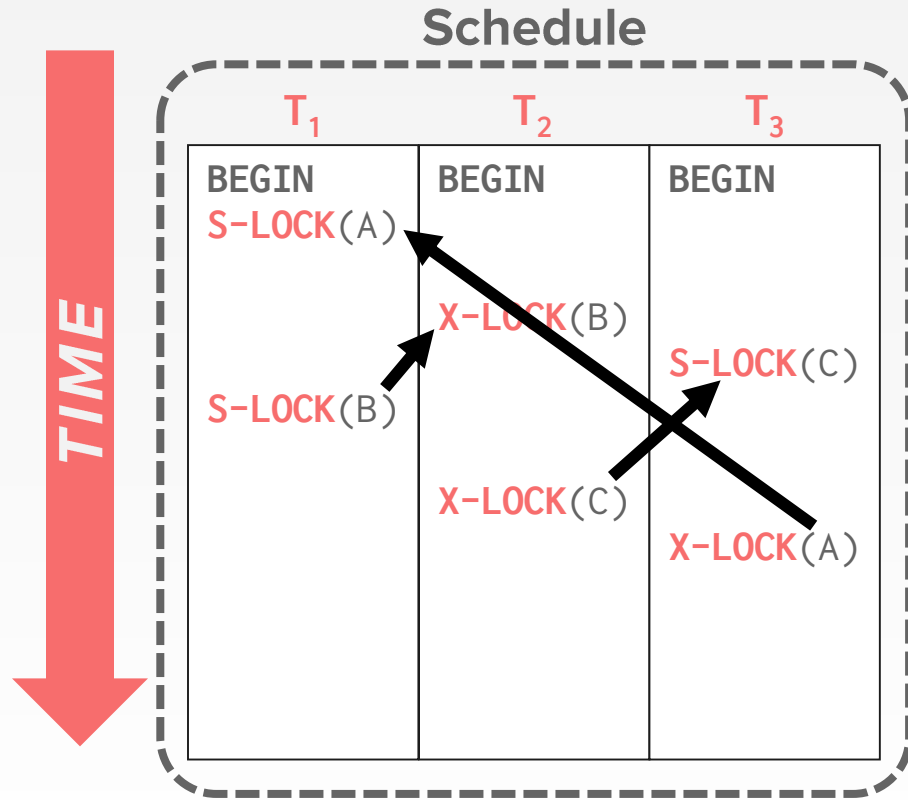 Schedule
TIME
T1 T2 T3
BEGIN BEGIN BEGIN
S-LOCK(A)
X-LOCK(B)
S-LOCK(C)
S-LOCK(B)
X-LOCK(C)
X-LOCK(A)